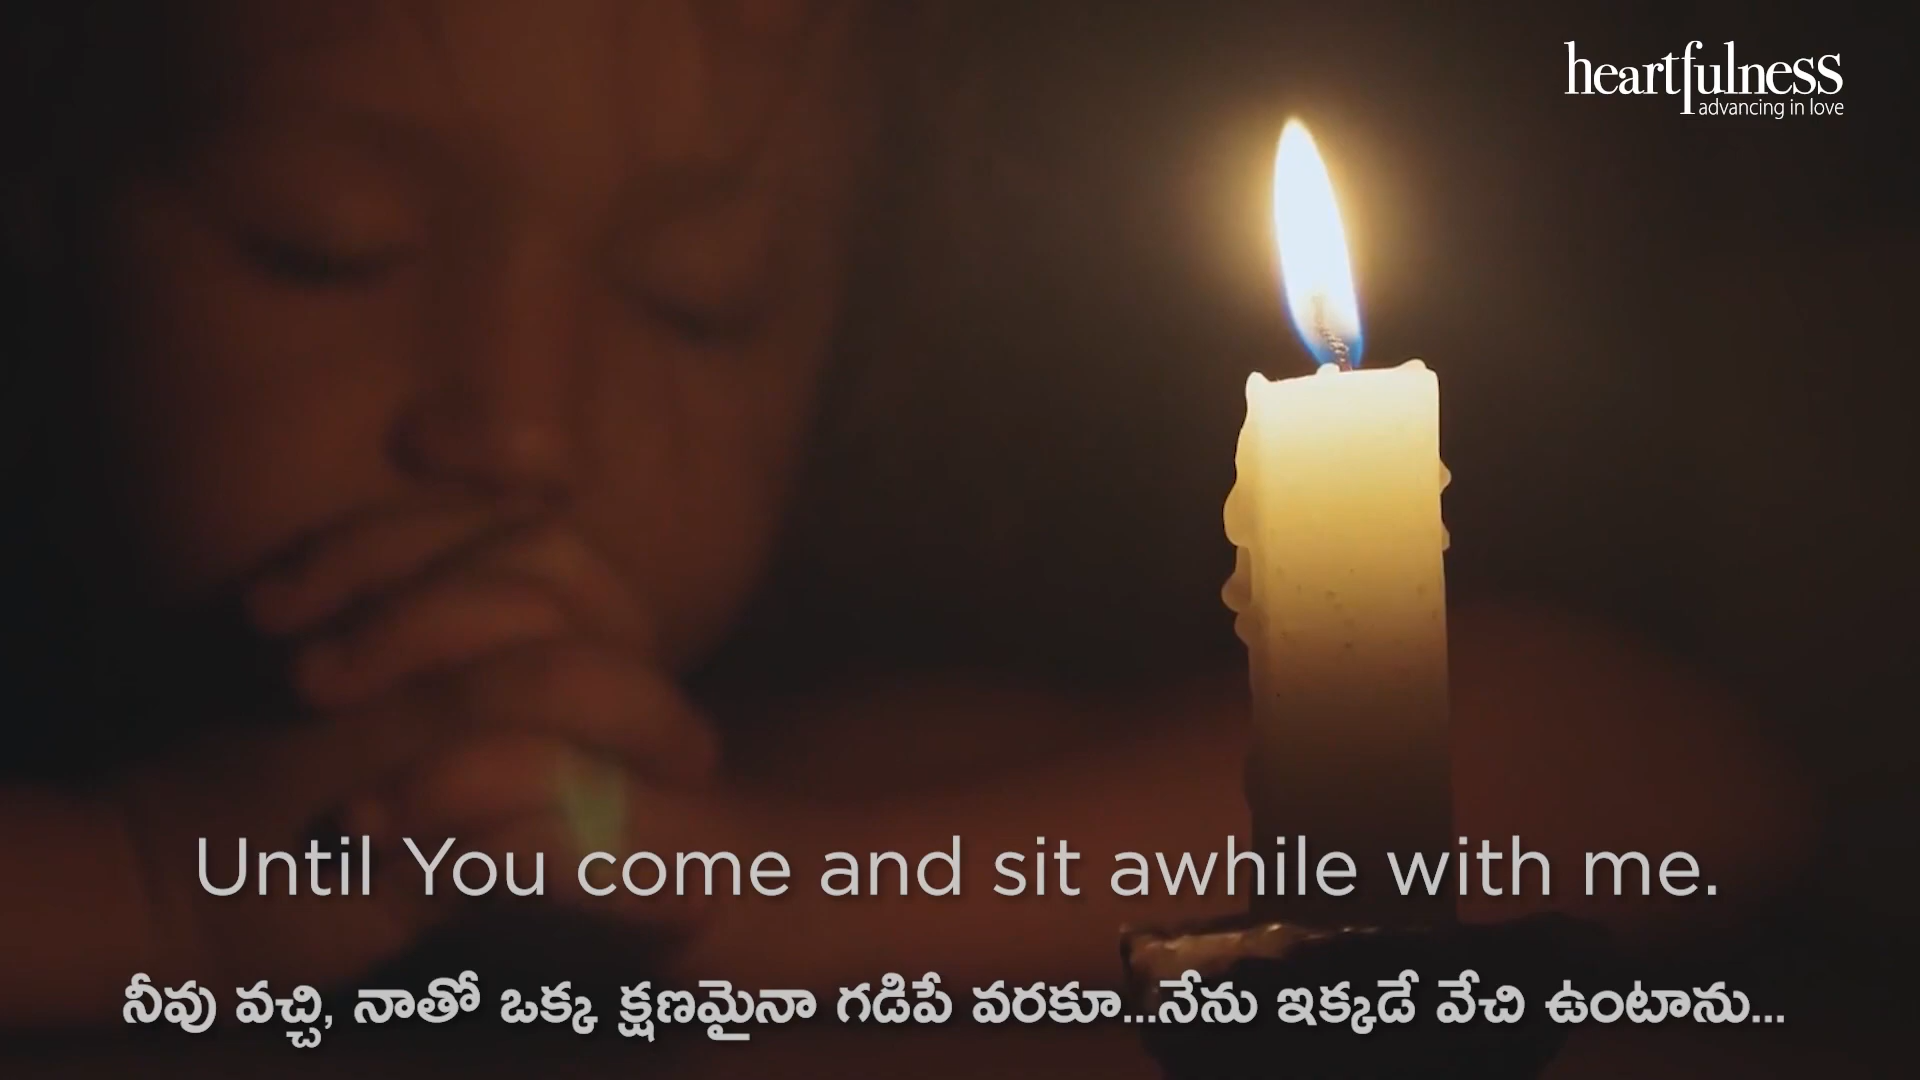 heartfulness
advancing in love
Until You come and sit awhile with me.
నీవు వచ్చి, నాతో ఒక్క క్షణమైనా గడిపే వరకూ...నేను ఇక్కడే వేచి ఉంటాను...